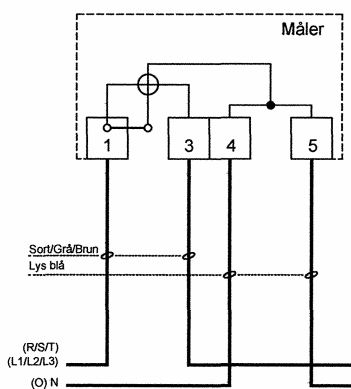 Måler
1 3 4 5
Sort/Grå/Brun
Lys blå
(R/S/T)
(L1/L2/L3)
(O) N